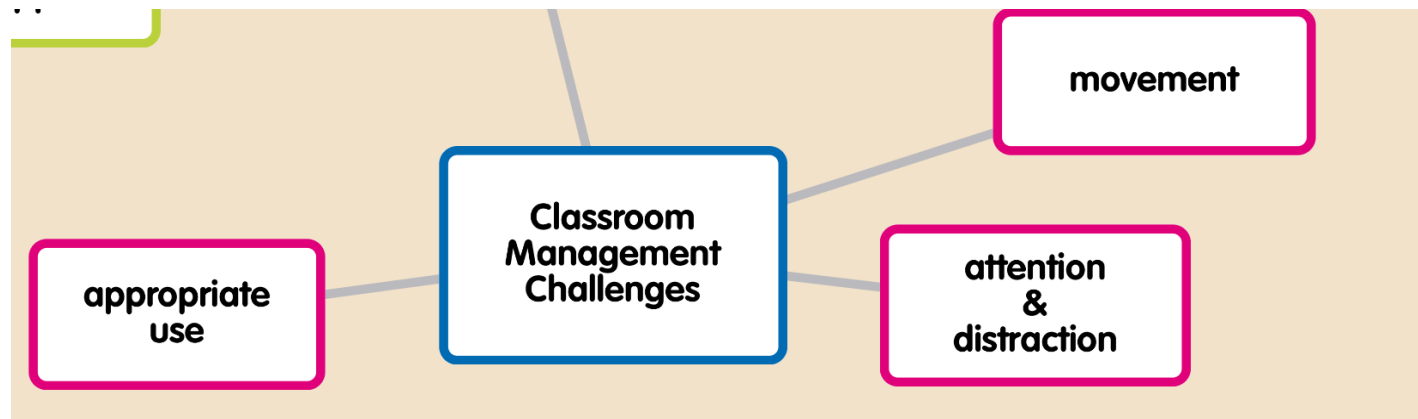 movement
Classroom
Management
Challenges
attention
&
distraction
appropriate
use